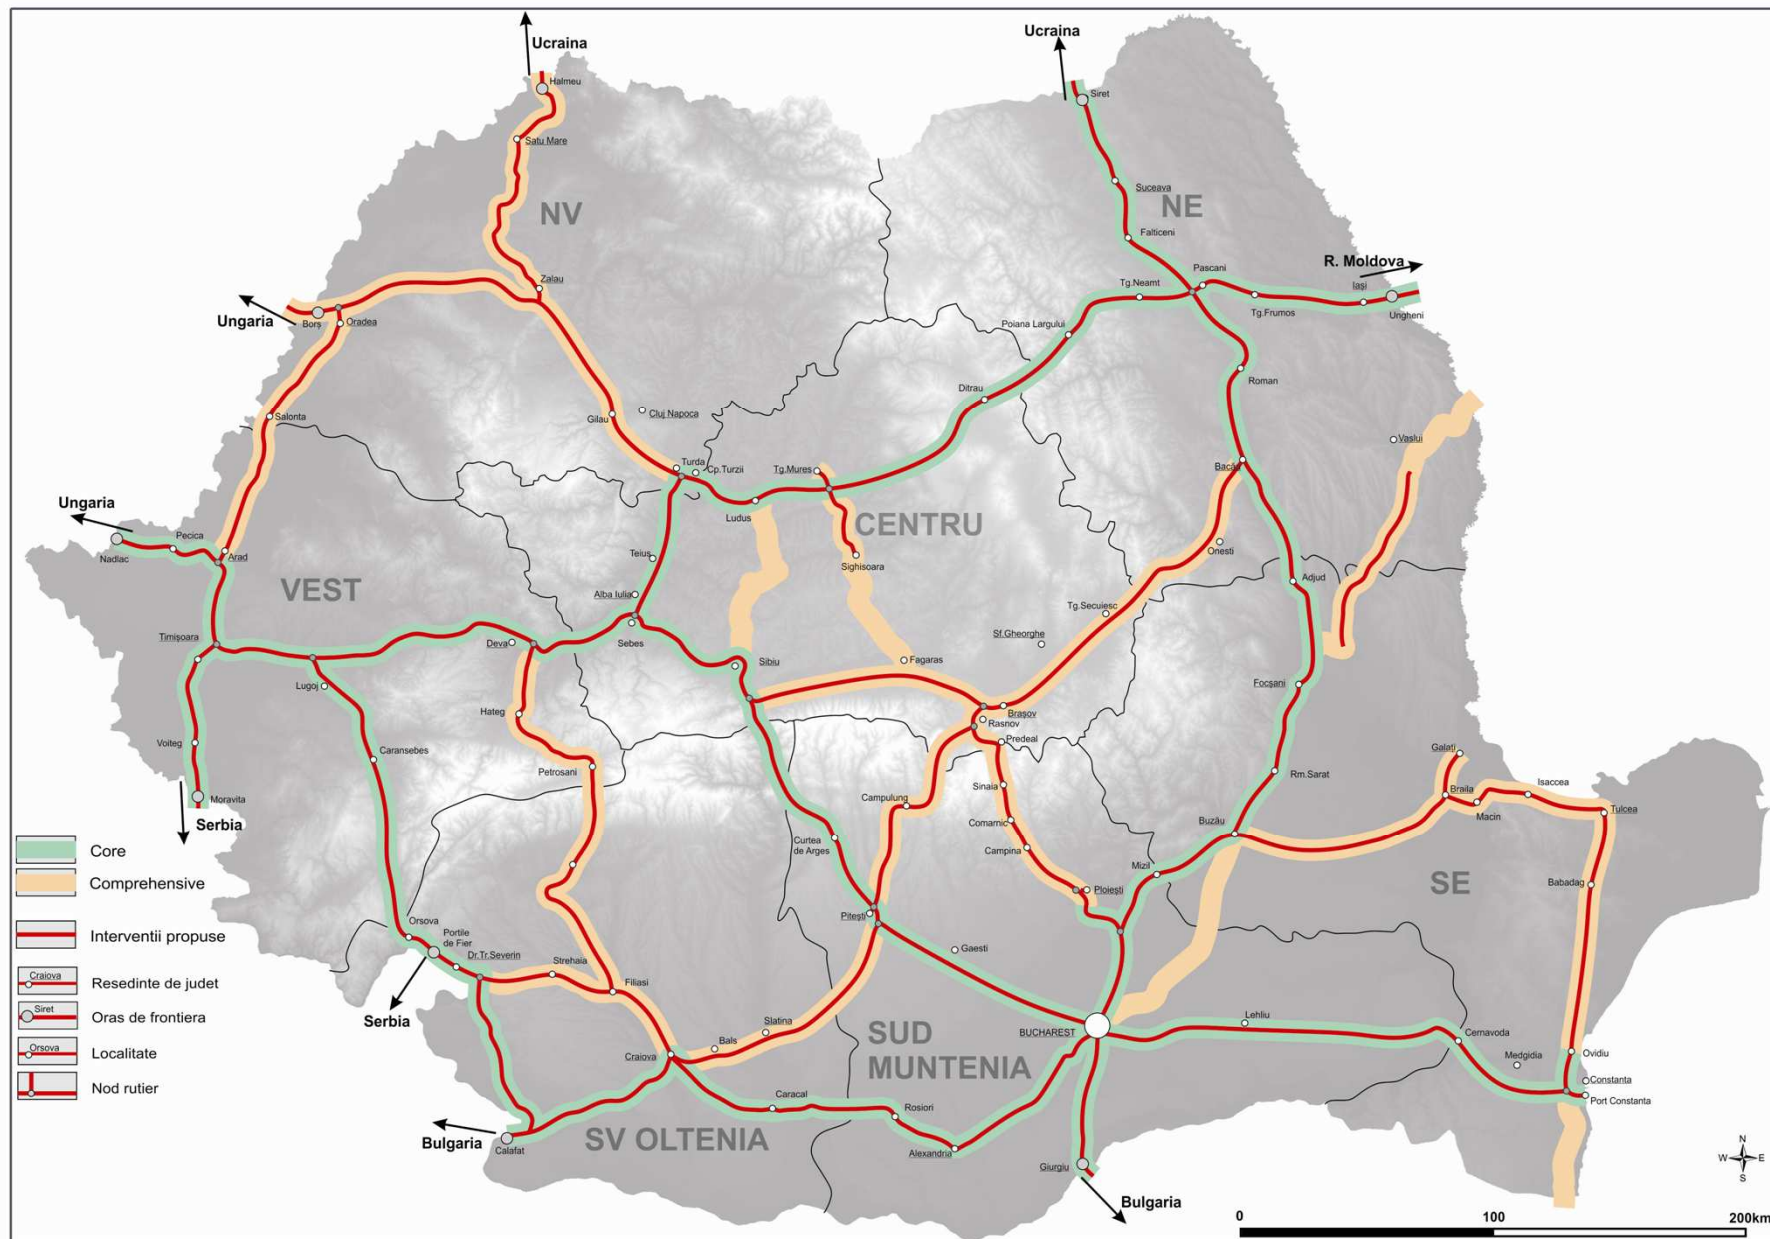 Ucraina
Ucraina
Halmeu
Siret
Satu Mare
Suceava
NV
NE
Falticeni
R. Moldova
Zalau
Pascani
Iași
Tg.Neamt
Ungaria
Borș
Oradea
Tg.Frumos
Ungheni
Poiana Largului
Roman
Ditrau
Salonta
Gilau
Cluj Napoca
Vaslui
Turda
Cp.Turzii
Tg.Mures
Bacău
Ungaria
Ludus
CENTRU
Pecica
Nadlac
Arad
Teius
Sighisoara
Onesti
VEST
Alba Iulia
Adjud
Tg.Secuiesc
Timișoara
Deva
Sebes
Sf.Gheorghe
Sibiu
Fagaras
Lugoj
Focșani
Hateg
Brașov
Rasnov
Voiteg
Caransebes
Predeal
Galați
Petrosani
Rm.Sarat
Moravita
Sinaia
Isaccea
Campulung
Braila
Serbia
Macin
Tulcea
Comarnic
Buzău
Curtea
de Arges
Campina
Core
Mizil
Comprehensive
Ploiești
SE
Babadag
Pitești
Orsova
Portile
de Fier
Interventii propuse
Gaesti
Dr.Tr.Severin
Strehaia
Craiova
Resedinte de judet
Filiasi
Siret
Oras de frontiera
Serbia
Slatina
Lehliu
SUD
MUNTENIA
BUCHAREST
Cernavoda
Bals
Craiova
Orsova
Localitate
Ovidiu
Medgidia
Constanta
Nod rutier
Port Constanta
Caracal
Rosiori
Bulgaria
SV OLTENIA
Calafat
Alexandria
Giurgiu
N
W
E
S
Bulgaria
0
100
200km